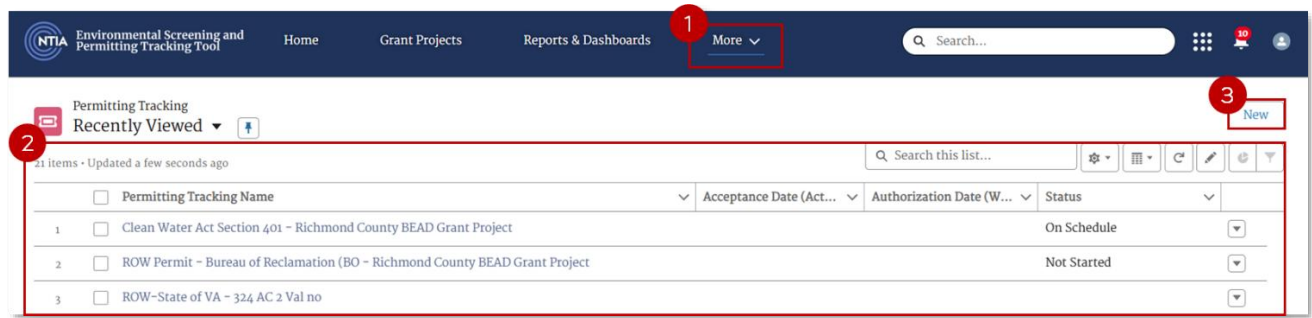 1
NTIA Environmental Screening and Permitting Tracking Tool Home Grant Projects Reports & Dashboards More Search... 10
Permitting Tracking
3
Recently Viewed New
2
21 items • Updated a few seconds ago Search this list...
Permitting Tracking Name Acceptance Date (Act... Authorization Date (W... Status
1 Clean Water Act Section 401 - Richmond County BEAD Grant Project On Schedule
2 ROW Permit - Bureau of Reclamation (BO - Richmond County BEAD Grant Project Not Started
3 ROW-State of VA - 324 AC 2 Val no